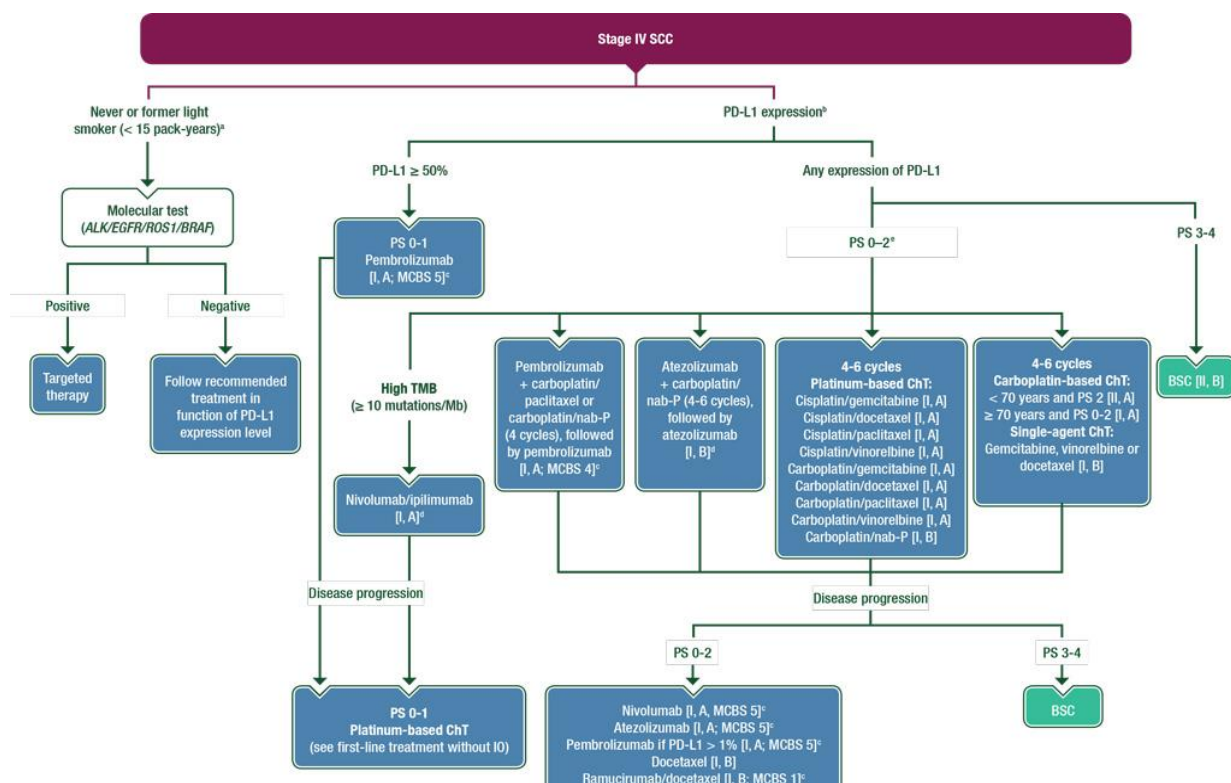 Stage IV SCC
Never or former light
smoker (< 15 pack-years)ᵃ
PD-L1 expressionᵇ
PD-L1 ≥ 50%
Any expression of PD-L1
Molecular test
(ALK/EGFR/ROS1/BRAF)
PS 0-1
Pembrolizumab
[I, A; MCBS 5]ᶜ
PS 0–2ᵉ
PS 3-4
Positive
Negative
Targeted
therapy
Follow recommended
treatment in
function of PD-L1
expression level
High TMB
(≥ 10 mutations/Mb)
Pembrolizumab
+ carboplatin/
paclitaxel or
carboplatin/nab-P
(4 cycles), followed
by pembrolizumab
[I, A; MCBS 4]ᶜ
Atezolizumab
+ carboplatin/
nab-P (4-6 cycles),
followed by
atezolizumab
[I, B]ᵈ
4-6 cycles
Platinum-based ChT:
Cisplatin/gemcitabine [I, A]
Cisplatin/docetaxel [I, A]
Cisplatin/paclitaxel [I, A]
Cisplatin/vinorelbine [I, A]
Carboplatin/gemcitabine [I, A]
Carboplatin/docetaxel [I, A]
Carboplatin/paclitaxel [I, A]
Carboplatin/vinorelbine [I, A]
Carboplatin/nab-P [I, B]
4-6 cycles
Carboplatin-based ChT:
< 70 years and PS 2 [II, A]
≥ 70 years and PS 0-2 [I, A]
Single-agent ChT:
Gemcitabine, vinorelbine or
docetaxel [I, B]
BSC [II, B]
Nivolumab/ipilimumab
[I, A]ᵈ
Disease progression
Disease progression
PS 0-2
PS 3-4
PS 0-1
Platinum-based ChT
(see first-line treatment without IO)
Nivolumab [I, A, MCBS 5]ᶜ
Atezolizumab [I, A; MCBS 5]ᶜ
Pembrolizumab if PD-L1 > 1% [I, A; MCBS 5]ᶜ
Docetaxel [I, B]
Ramucirumab/docetaxel [I, B; MCBS 1]ᶜ
BSC